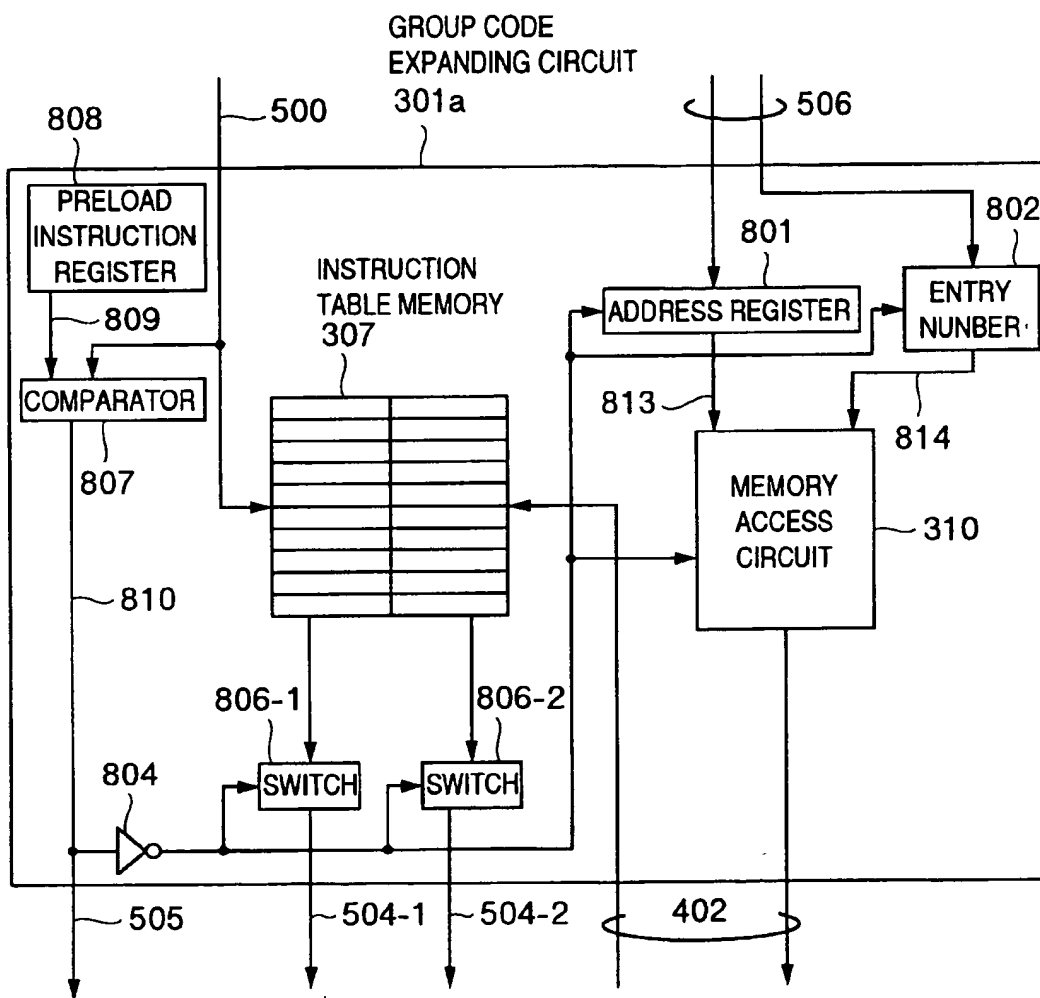 GROUP CODE
EXPANDING CIRCUIT
301a
500
506
808
PRELOAD
INSTRUCTION
REGISTER
802
801
INSTRUCTION
TABLE MEMORY
307
ADDRESS REGISTER
ENTRY
NUNBER
809
COMPARATOR
807
813
814
MEMORY
ACCESS
CIRCUIT
310
810
806-1
806-2
804
SWITCH
SWITCH
505
504-1
504-2
402